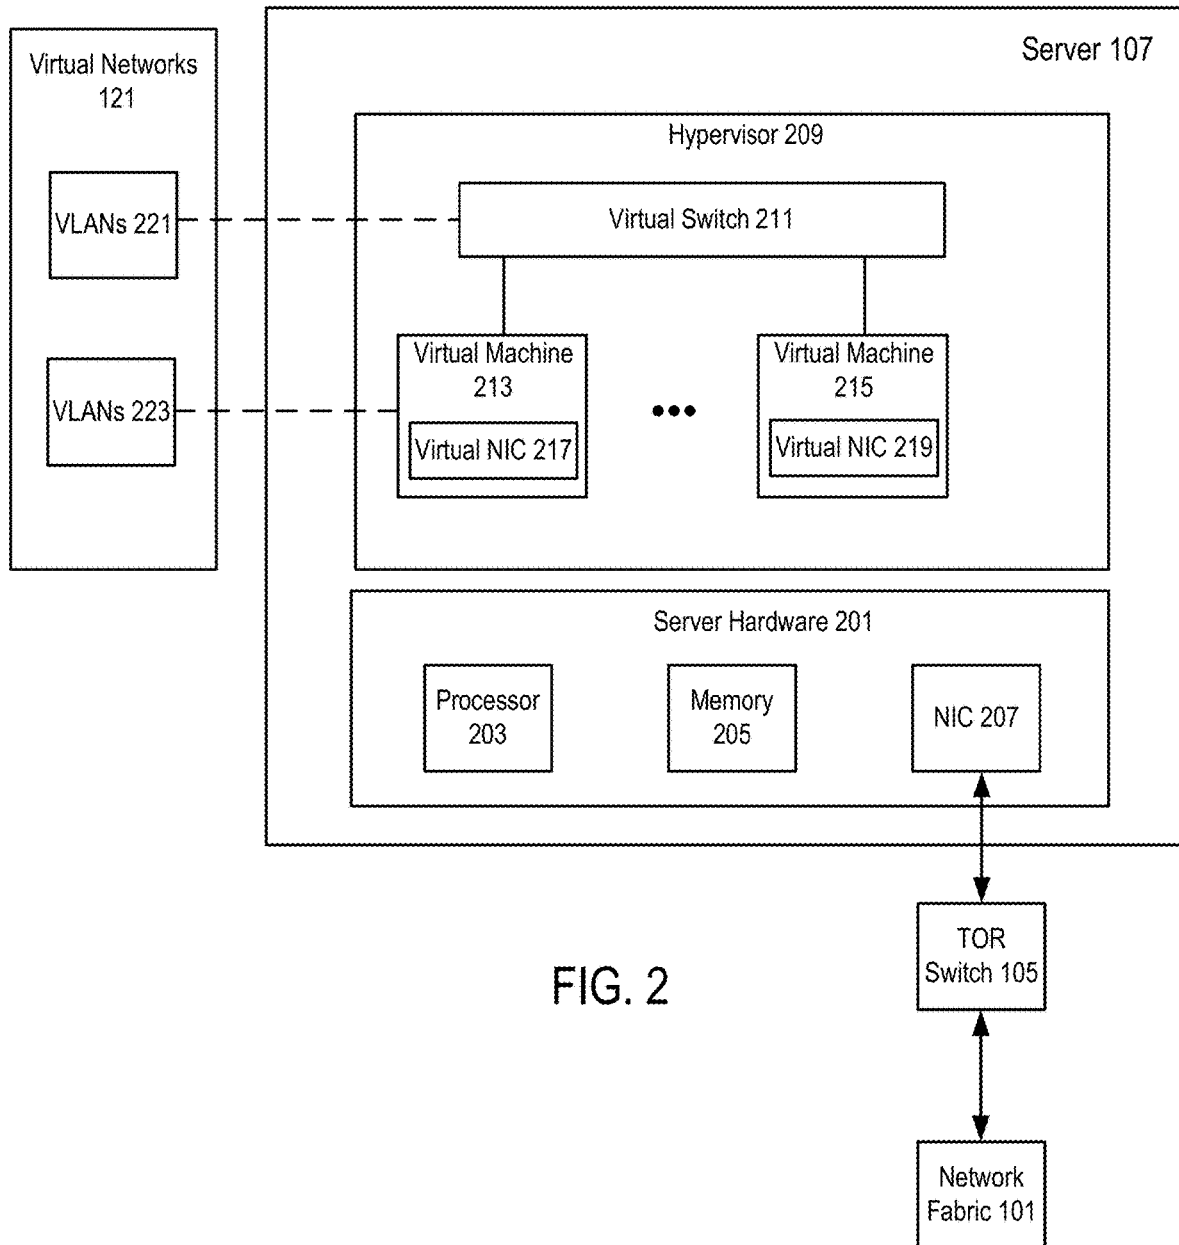 Server 107
Virtual Networks
121
VLANs 221
VLANs 223
Hypervisor 209
Virtual Switch 211
Virtual Machine
213
Virtual NIC 217
Virtual Machine
215
Virtual NIC 219
Server Hardware 201
Processor
203
Memory
205
NIC 207
TOR
Switch 105
FIG. 2
Network
Fabric 101